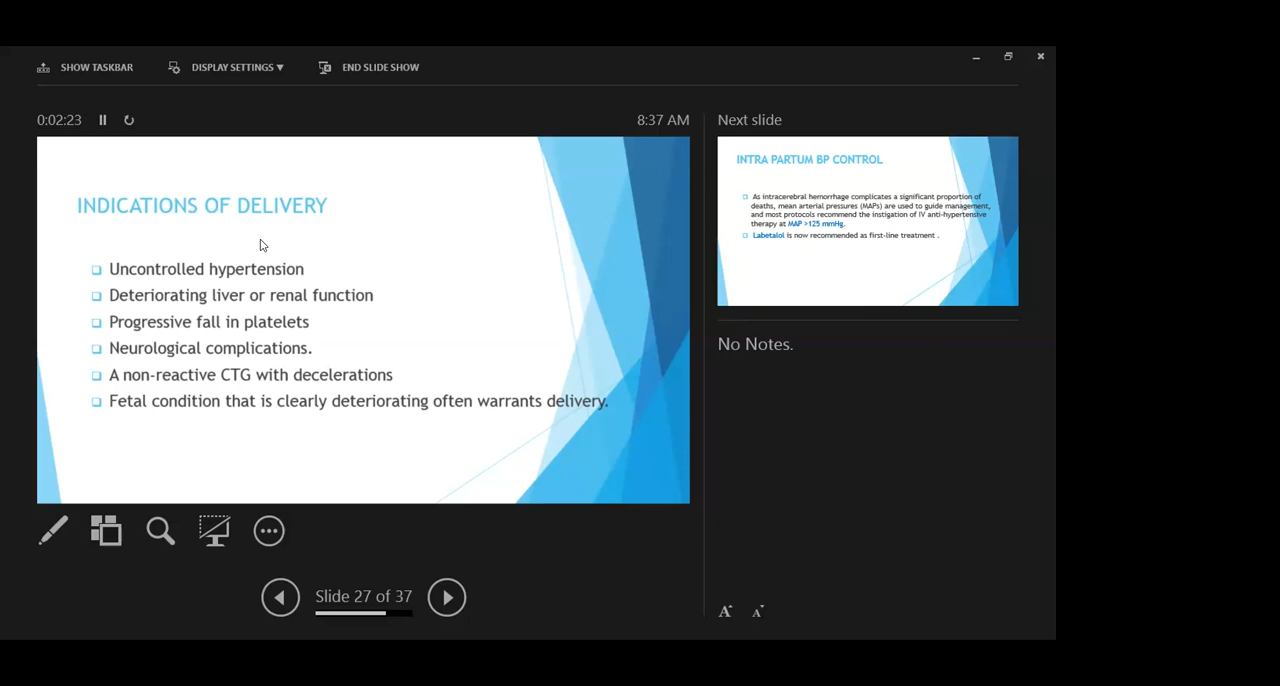 SHOW TASKBAR DISPLAY SETTINGS ▼ END SLIDE SHOW
0:02:23 8:37 AM
INDICATIONS OF DELIVERY
Uncontrolled hypertension
Deteriorating liver or renal function
Progressive fall in platelets
Neurological complications.
A non-reactive CTG with decelerations
Fetal condition that is clearly deteriorating often warrants delivery.
Slide 27 of 37
Next slide
INTRA PARTUM BP CONTROL
As intracerebral hemorrhage complicates a significant proportion of
deaths, mean arterial pressures (MAPs) are used to guide management,
and most protocols recommend the instigation of IV anti-hypertensive
therapy at MAP >125 mmHg.
Labetalol is now recommended as first-line treatment .
No Notes.
A A